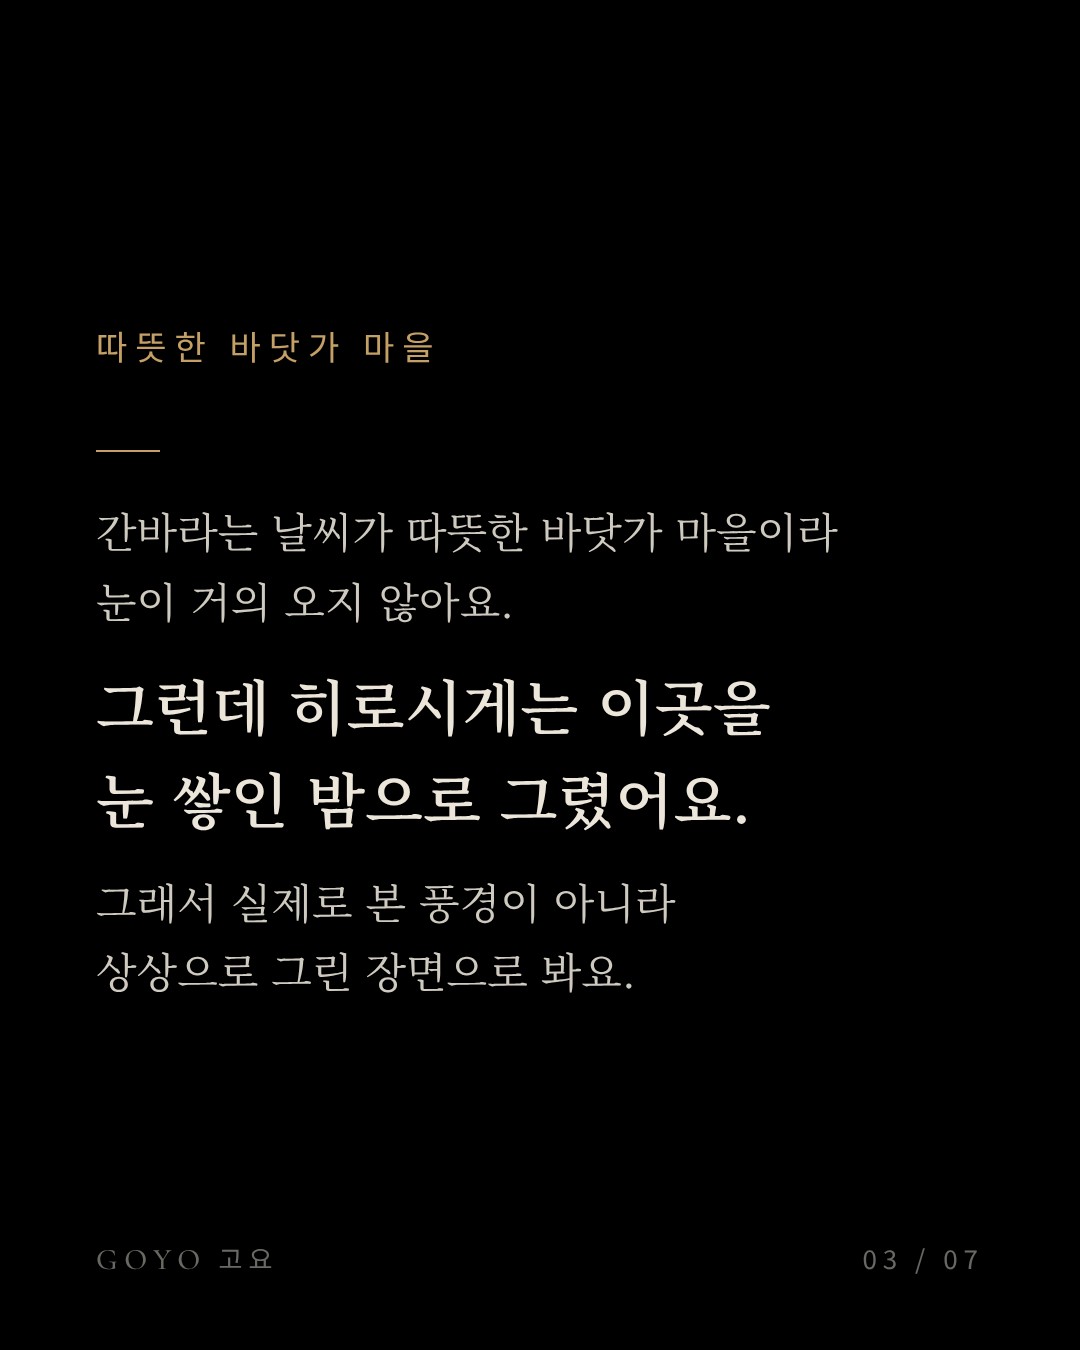 따뜻한 바닷가 마을
간바라는 날씨가 따뜻한 바닷가 마을이라
눈이 거의 오지 않아요.
그런데 히로시게는 이곳을
눈 쌓인 밤으로 그렸어요.
그래서 실제로 본 풍경이 아니라
상상으로 그린 장면으로 봐요.
GOYO 고요
03 / 07